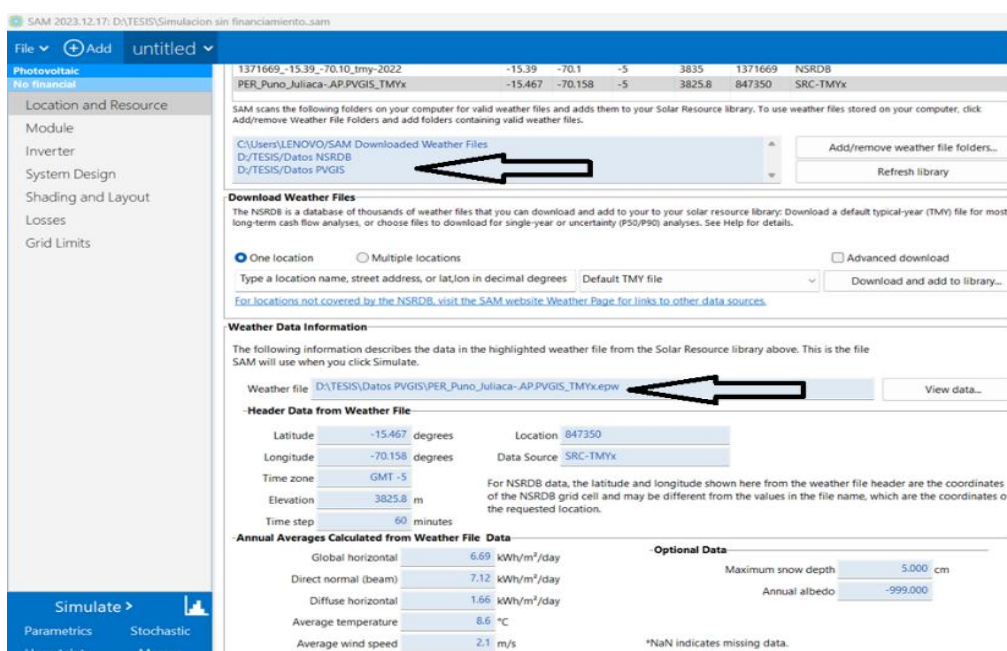 SAM 2023.12.17: D:\TESIS\Simulacion sin financiamiento..sam
File Add untitled
Photovoltaic
No financial
Location and Resource
Module
Inverter
System Design
Shading and Layout
Losses
Grid Limits
Simulate >
Parametrics Stochastic
1371669_-15.39_-70.10_tmy-2022 -15.39 -70.1 -5 3835 1371669 NSRDB
PER_Puno_Juliaca-.AP.PVGIS_TMYx -15.467 -70.158 -5 3825.8 847350 SRC-TMYx
SAM scans the following folders on your computer for valid weather files and adds them to your Solar Resource library. To use weather files stored on your computer, click
Add/remove Weather File Folders and add folders containing valid weather files.
C:\Users\LENOVO/SAM Downloaded Weather Files
D:/TESIS/Datos NSRDB
D:/TESIS/Datos PVGIS
Add/remove weather file folders...
Refresh library
Download Weather Files
The NSRDB is a database of thousands of weather files that you can download and add to your to your solar resource library: Download a default typical-year (TMY) file for most
long-term cash flow analyses, or choose files to download for single-year or uncertainty (P50/P90) analyses. See Help for details.
One location Multiple locations Advanced download
Type a location name, street address, or lat,lon in decimal degrees Default TMY file Download and add to library...
For locations not covered by the NSRDB, visit the SAM website Weather Page for links to other data sources.
Weather Data Information
The following information describes the data in the highlighted weather file from the Solar Resource library above. This is the file
SAM will use when you click Simulate.
Weather file D:\TESIS\Datos PVGIS\PER_Puno_Juliaca-.AP.PVGIS_TMYx.epw View data...
Header Data from Weather File
Latitude -15.467 degrees Location 847350
Longitude -70.158 degrees Data Source SRC-TMYx
Time zone GMT -5
Elevation 3825.8 m
Time step 60 minutes
For NSRDB data, the latitude and longitude shown here from the weather file header are the coordinates
of the NSRDB grid cell and may be different from the values in the file name, which are the coordinates
the requested location.
Annual Averages Calculated from Weather File Data
Global horizontal 6.69 kWh/m²/day
Direct normal (beam) 7.12 kWh/m²/day
Diffuse horizontal 1.66 kWh/m²/day
Average temperature 8.6 °C
Average wind speed 2.1 m/s
Optional Data
Maximum snow depth 5.000 cm
Annual albedo -999.000
*NaN indicates missing data.